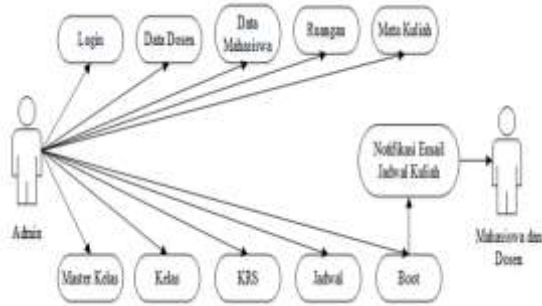 Login
Data Dosen
Data
Mahasiswa
Ruangan
Mata Kuliah
Notifikasi Email
Jadwal Kuliah
Admin
Mahasiswa dan
Dosen
Master Kelas
Kelas
KRS
Jadwal
Boot